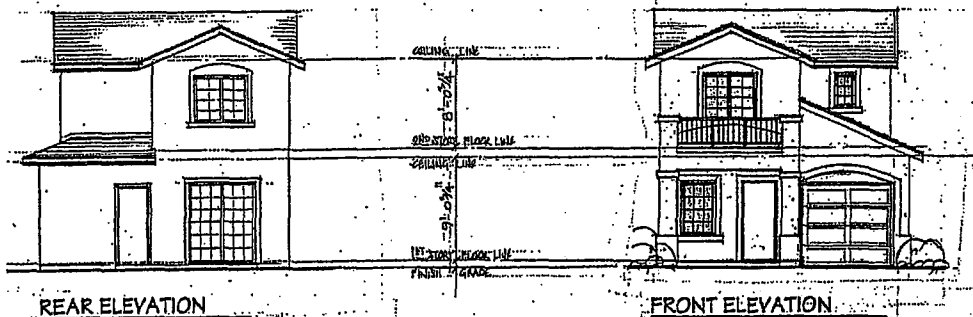 CEILING LINE
8'-0¾"
2ND STORY FLOOR LINE
CEILING LINE
9'-0¾"
1ST STORY FLOOR LINE
FINISH GRADE
REAR ELEVATION
FRONT ELEVATION